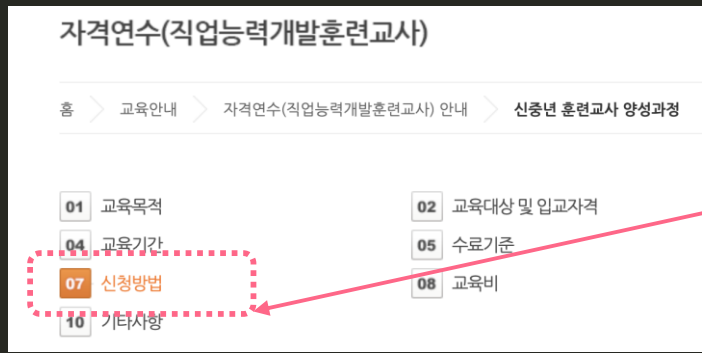 자격연수(직업능력개발훈련교사)
홈 교육안내 자격연수(직업능력개발훈련교사) 안내 신중년 훈련교사 양성과정
01 교육목적 02 교육대상 및 입교자격
04 교육기간 05 수료기준
07 신청방법 08 교육비
10 기타사항